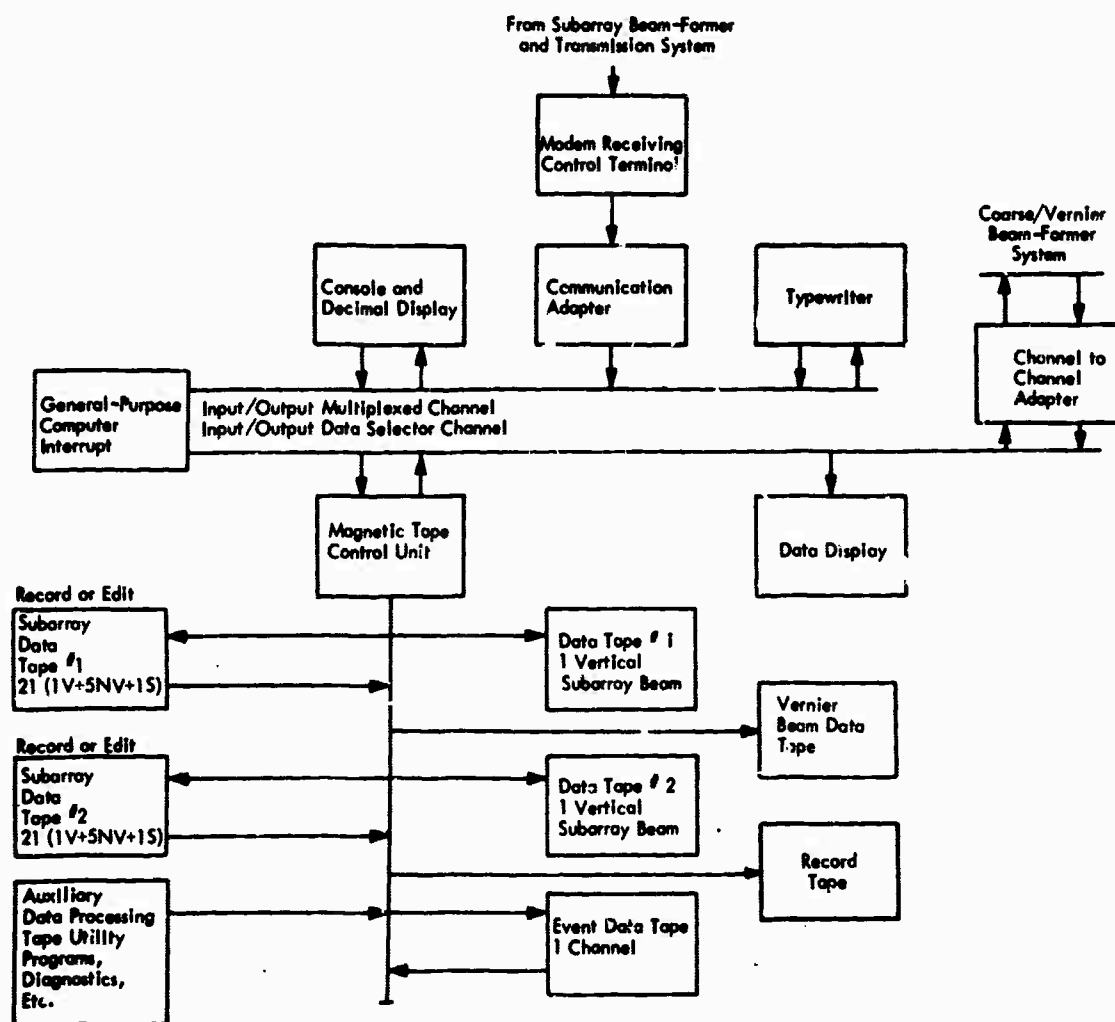 From Subarray Beam-Former
and Transmission System
Modem Receiving
Control Terminal
Coarse/Vernier
Beam-Former
System
Console and
Decimal Display
Communication
Adapter
Typewriter
Channel to
Channel
Adapter
General-Purpose
Computer
Interrupt
Input/Output Multiplexed Channel
Input/Output Data Selector Channel
Magnetic Tape
Control Unit
Data Display
Record or Edit
Subarray
Data
Tape #1
21 (1V+5NV+1S)
Data Tape # 1
1 Vertical
Subarray Beam
Vernier
Beam Data
Tape
Record or Edit
Subarray
Data
Tape #2
21 (1V+5NV+1S)
Data Tape # 2
1 Vertical
Subarray Beam
Record
Tape
Auxiliary
Data Processing
Tape Utility
Programs,
Diagnostics,
Etc.
Event Data Tape
1 Channel